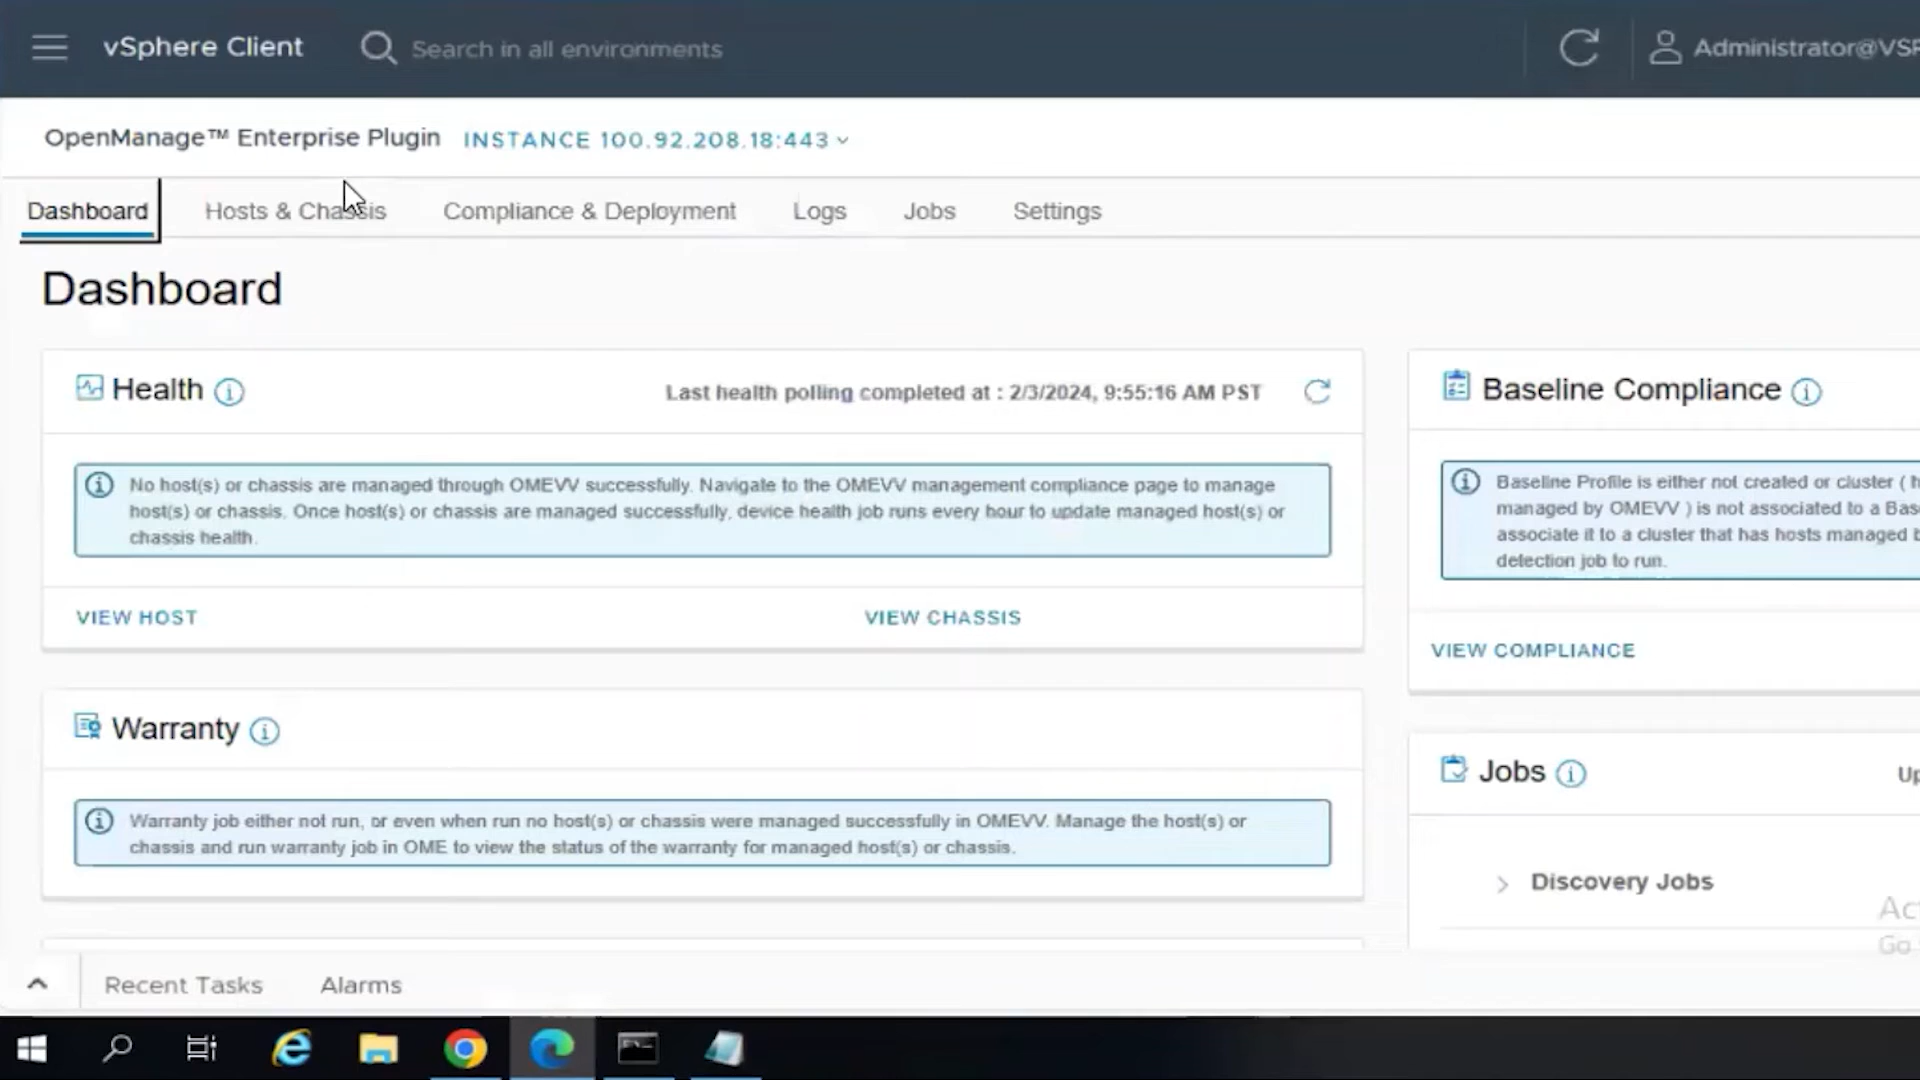 vSphere Client
Search in all environments
Administrator@VSP
OpenManage™ Enterprise Plugin
INSTANCE 100.92.208.18:443
Dashboard
Hosts & Chassis
Compliance & Deployment
Logs
Jobs
Settings
Dashboard
Health
Last health polling completed at : 2/3/2024, 9:55:16 AM PST
No host(s) or chassis are managed through OMEVV successfully. Navigate to the OMEVV management compliance page to manage
host(s) or chassis. Once host(s) or chassis are managed successfully, device health job runs every hour to update managed host(s) or
chassis health.
VIEW HOST
VIEW CHASSIS
Baseline Compliance
Baseline Profile is either not created or cluster ( h
managed by OMEVV ) is not associated to a Bas
associate it to a cluster that has hosts managed b
detection job to run.
VIEW COMPLIANCE
Warranty
Warranty job either not run, or even when run no host(s) or chassis were managed successfully in OMEVV. Manage the host(s) or
chassis and run warranty job in OME to view the status of the warranty for managed host(s) or chassis.
Jobs
Up
Discovery Jobs
Act
Go
Recent Tasks
Alarms